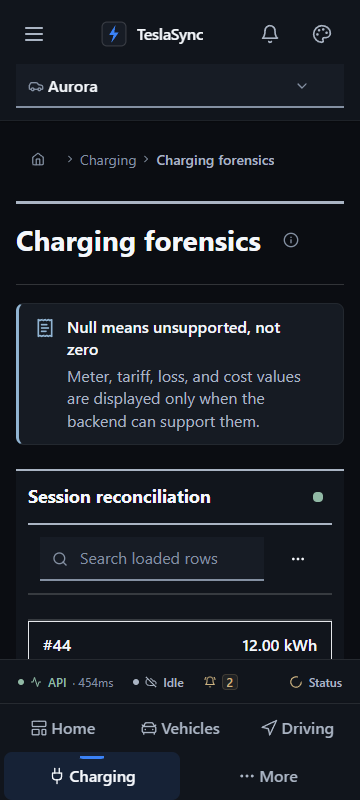 TeslaSync
Aurora
Charging
Charging forensics
Charging forensics
Null means unsupported, not
zero
Meter, tariff, loss, and cost values
are displayed only when the
backend can support them.
Session reconciliation
Search loaded rows
#44 12.00 kWh
API · 454ms Idle 2 Status
Home Vehicles Driving
Charging More